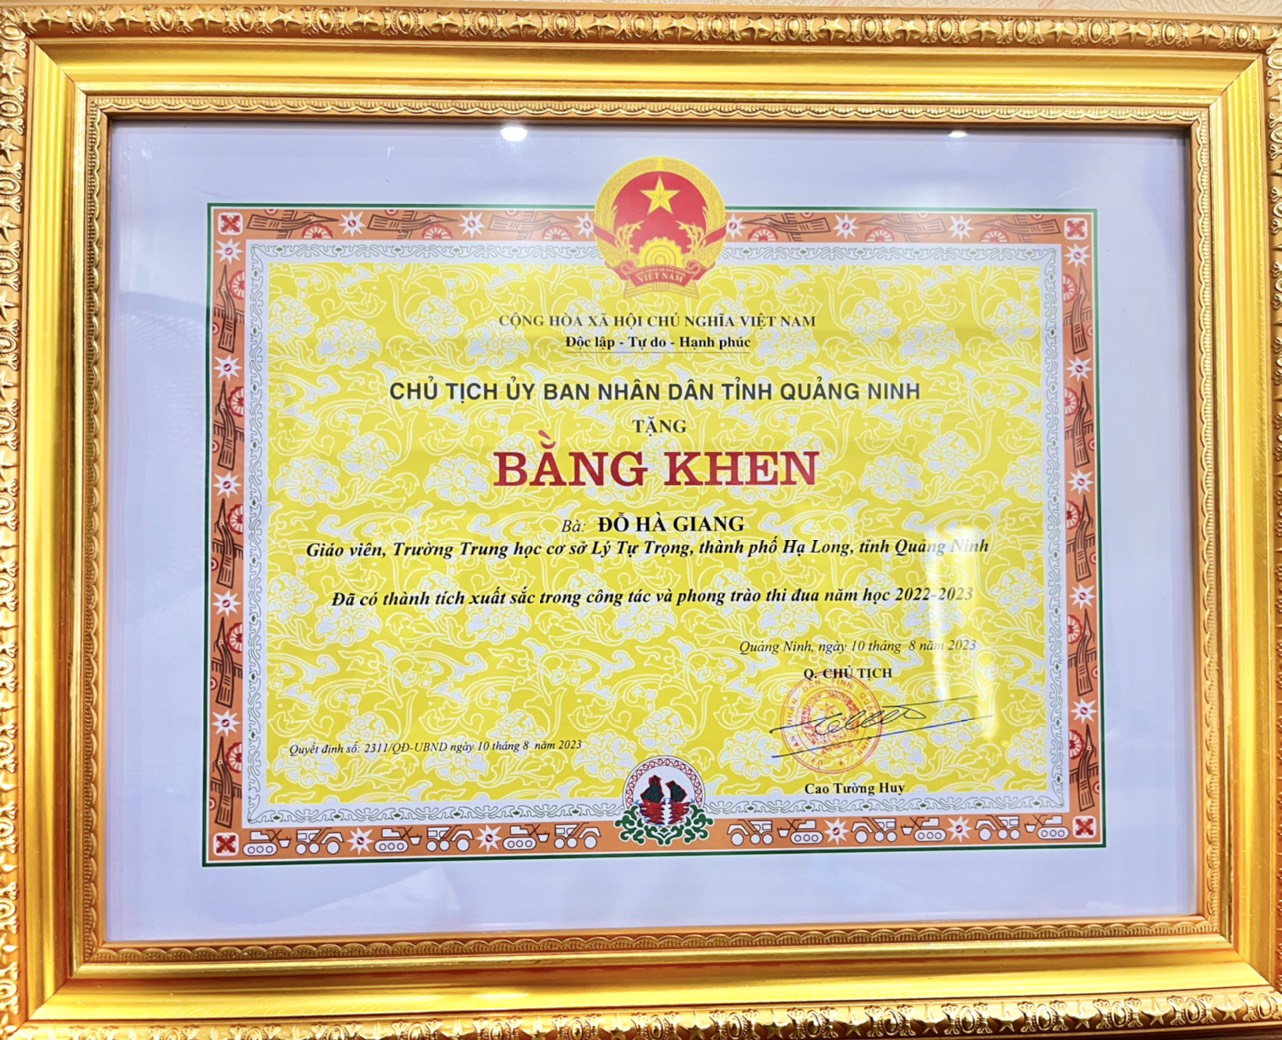 VIỆT NAM
CỘNG HÒA XÃ HỘI CHỦ NGHĨA VIỆT NAM
Độc lập - Tự do - Hạnh phúc
CHỦ TỊCH ỦY BAN NHÂN DÂN TỈNH QUẢNG NINH
TẶNG
BẰNG KHEN
Bà: ĐỖ HÀ GIANG
Giáo viên, Trường Trung học cơ sở Lý Tự Trọng, thành phố Hạ Long, tỉnh Quảng Ninh
Đã có thành tích xuất sắc trong công tác và phong trào thi đua năm học 2022-2023
Quảng Ninh, ngày 10 tháng 8 năm 2023
Q. CHỦ TỊCH
Quyết định số: 2311/QĐ-UBND ngày 10 tháng 8 năm 2023
Cao Tường Huy